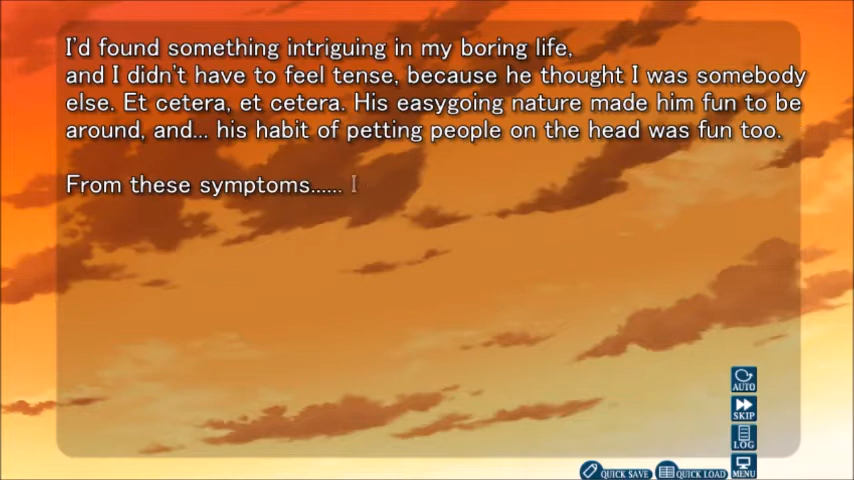 I'd found something intriguing in my boring life,
and I didn't have to feel tense, because he thought I was somebody
else. Et cetera, et cetera. His easygoing nature made him fun to be
around, and... his habit of petting people on the head was fun too.
From these symptoms...... I
AUTO
SKIP
LOG
MENU
QUICK SAVE
QUICK LOAD